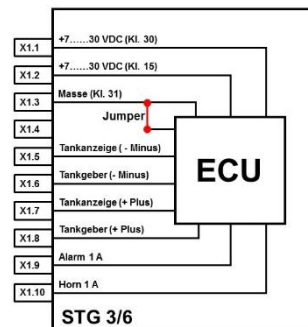 X1.1 +7......30 VDC (Kl. 30)
X1.2 +7......30 VDC (Kl. 15)
X1.3 Masse (Kl. 31)
Jumper
X1.4
X1.5 Tankanzeige ( - Minus)
X1.6 Tankgeber (- Minus)
X1.7 Tankanzeige (+ Plus)
X1.8 Tankgeber (+ Plus)
X1.9 Alarm 1 A
X1.10 Horn 1 A
ECU
STG 3/6